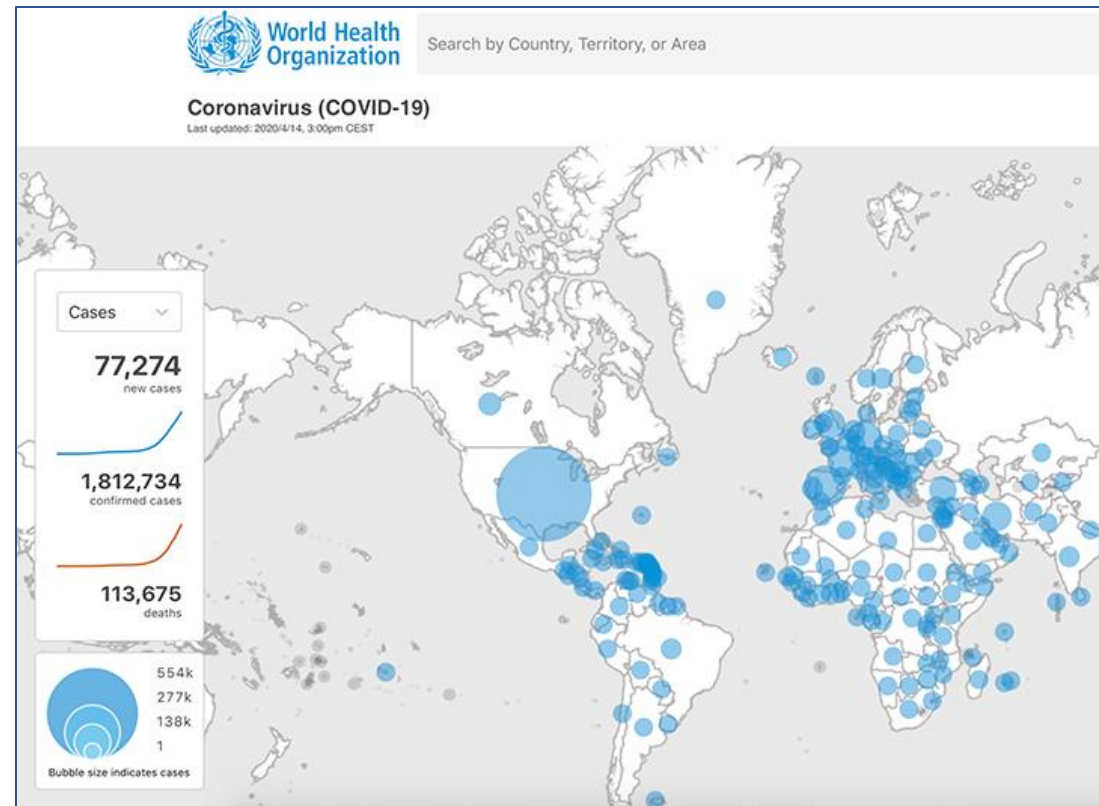 World Health
Organization
Search by Country, Territory, or Area
Coronavirus (COVID-19)
Last updated: 2020/4/14, 3:00pm CEST
Cases
77,274
new cases
1,812,734
confirmed cases
113,675
deaths
554k
277k
138k
1
Bubble size indicates cases